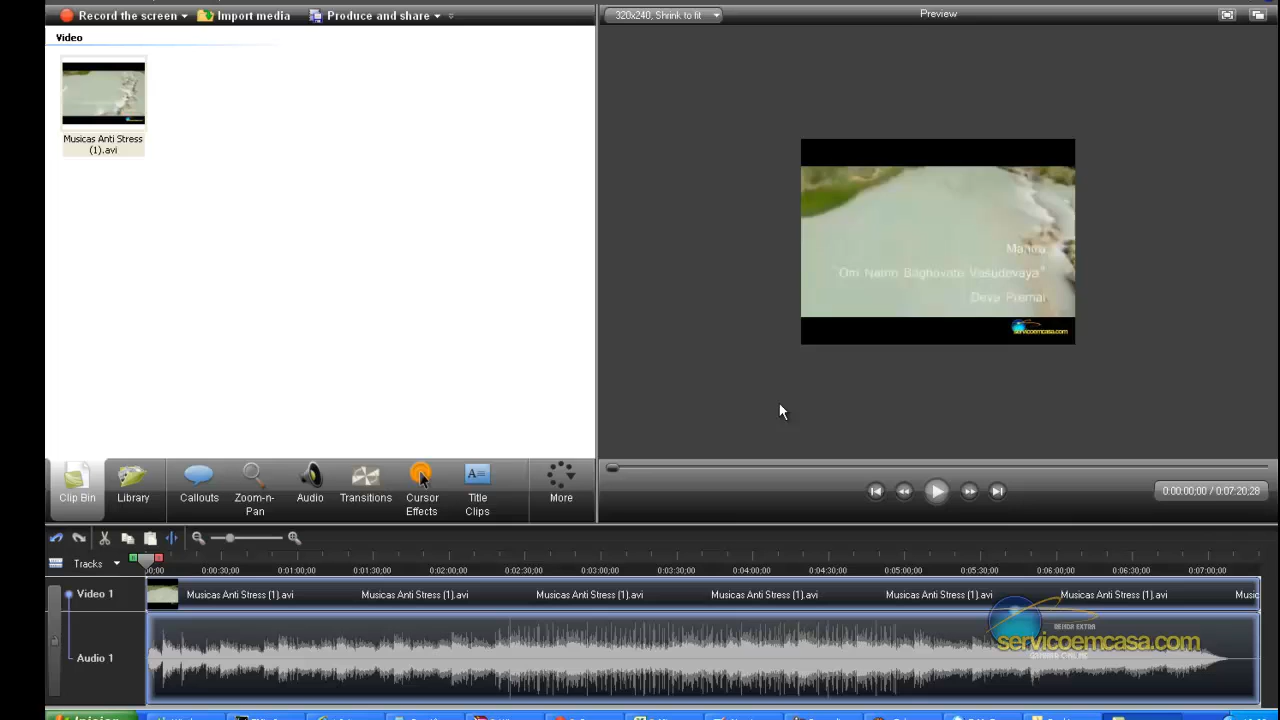 Record the screen
Import media
Produce and share
320x240, Shrink to fit
Preview
Video
Musicas Anti Stress
(1).avi
"Om Namo Baghavate Vasudevaya"
Deva Premal
servicoemcasa.com
Clip Bin
Library
Callouts
Zoom-n-
Pan
Audio
Transitions
Cursor
Effects
Title
Clips
More
0:00:00;00 / 0:07:20;28
Tracks
0:00:30;00 0:01:00;00 0:01:30;00 0:02:00;00 0:02:30;00 0:03:00;00 0:03:30;00 0:04:00;00 0:04:30;00 0:05:00;00 0:05:30;00 0:06:00;00 0:06:30;00 0:07:00;00
Video 1
Musicas Anti Stress (1).avi Musicas Anti Stress (1).avi Musicas Anti Stress (1).avi Musicas Anti Stress (1).avi Musicas Anti Stress (1).avi Musicas Anti Stress (1).avi Music
RENDA EXTRA
servicoemcasa.com
Audio 1